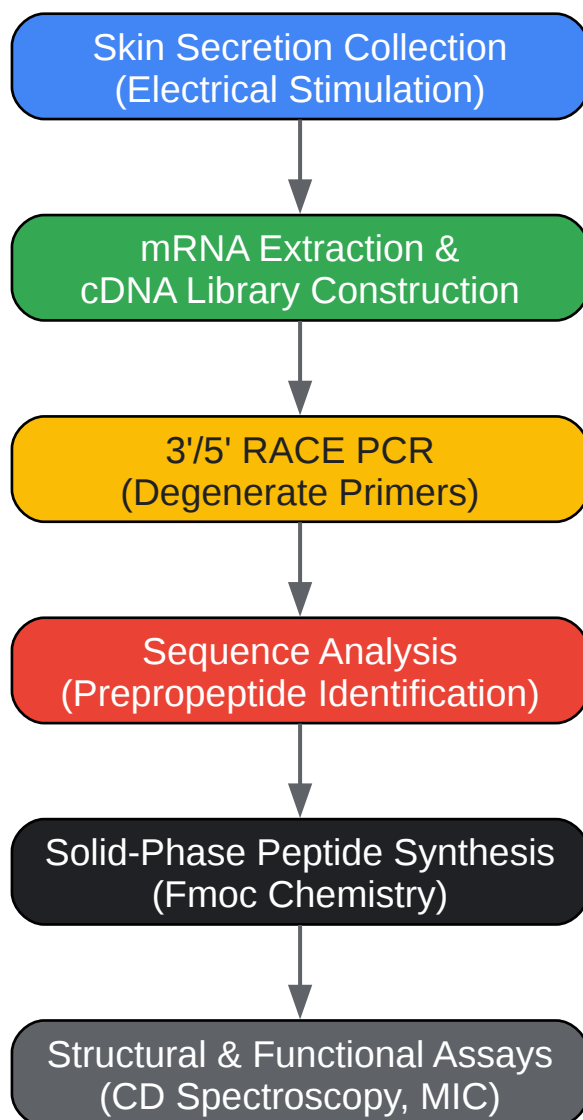 Skin Secretion Collection
(Electrical Stimulation)
mRNA Extraction &
cDNA Library Construction
3'/5' RACE PCR
(Degenerate Primers)
Sequence Analysis
(Prepropeptide Identification)
Solid-Phase Peptide Synthesis
(Fmoc Chemistry)
Structural & Functional Assays
(CD Spectroscopy, MIC)